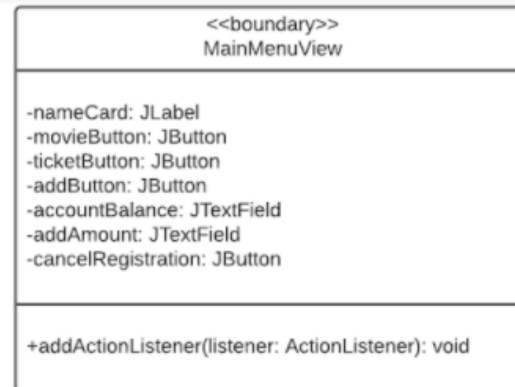 <<boundary>>
MainMenuView
-nameCard: JLabel
-movieButton: JButton
-ticketButton: JButton
-addButton: JButton
-accountBalance: JTextField
-addAmount: JTextField
-cancelRegistration: JButton
+addActionListener(listener: ActionListener): void